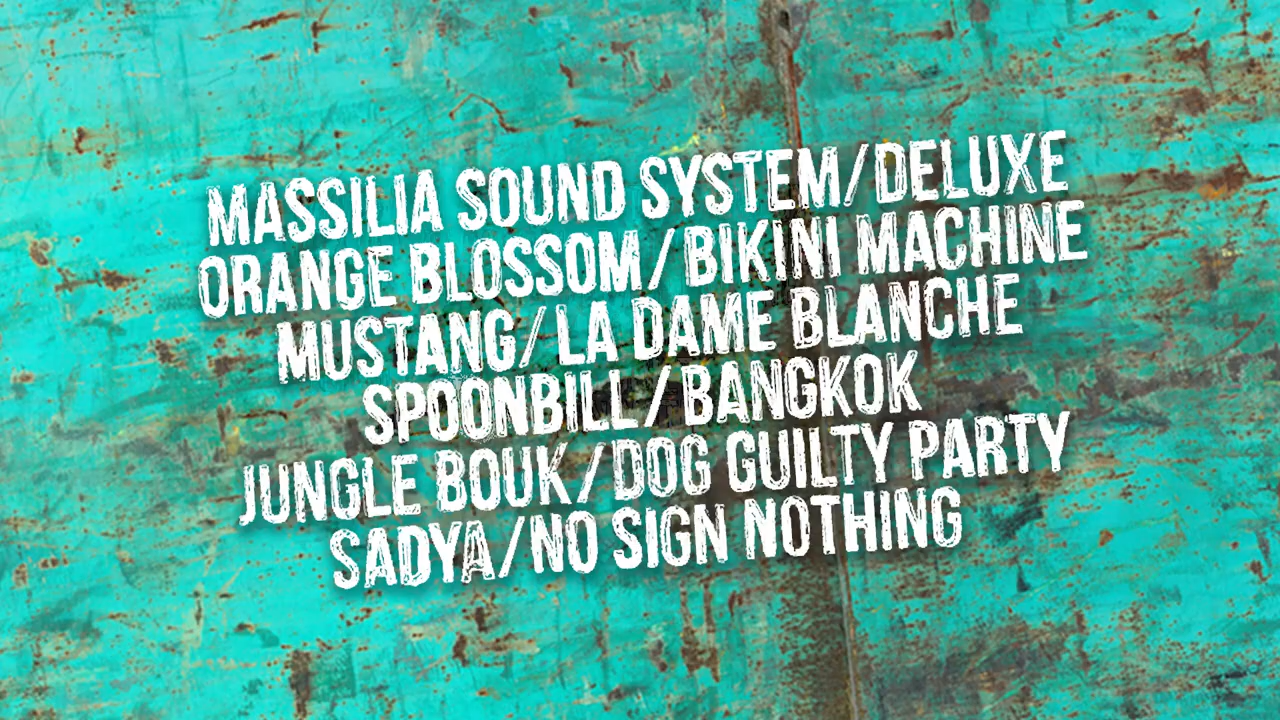 MASSILIA SOUND SYSTEM/DELUXE
ORANGE BLOSSOM/BIKINI MACHINE
MUSTANG/LA DAME BLANCHE
SPOONBILL/BANGKOK
JUNGLE BOUK/DOG GUILTY PARTY
SADYA/NO SIGN NOTHING